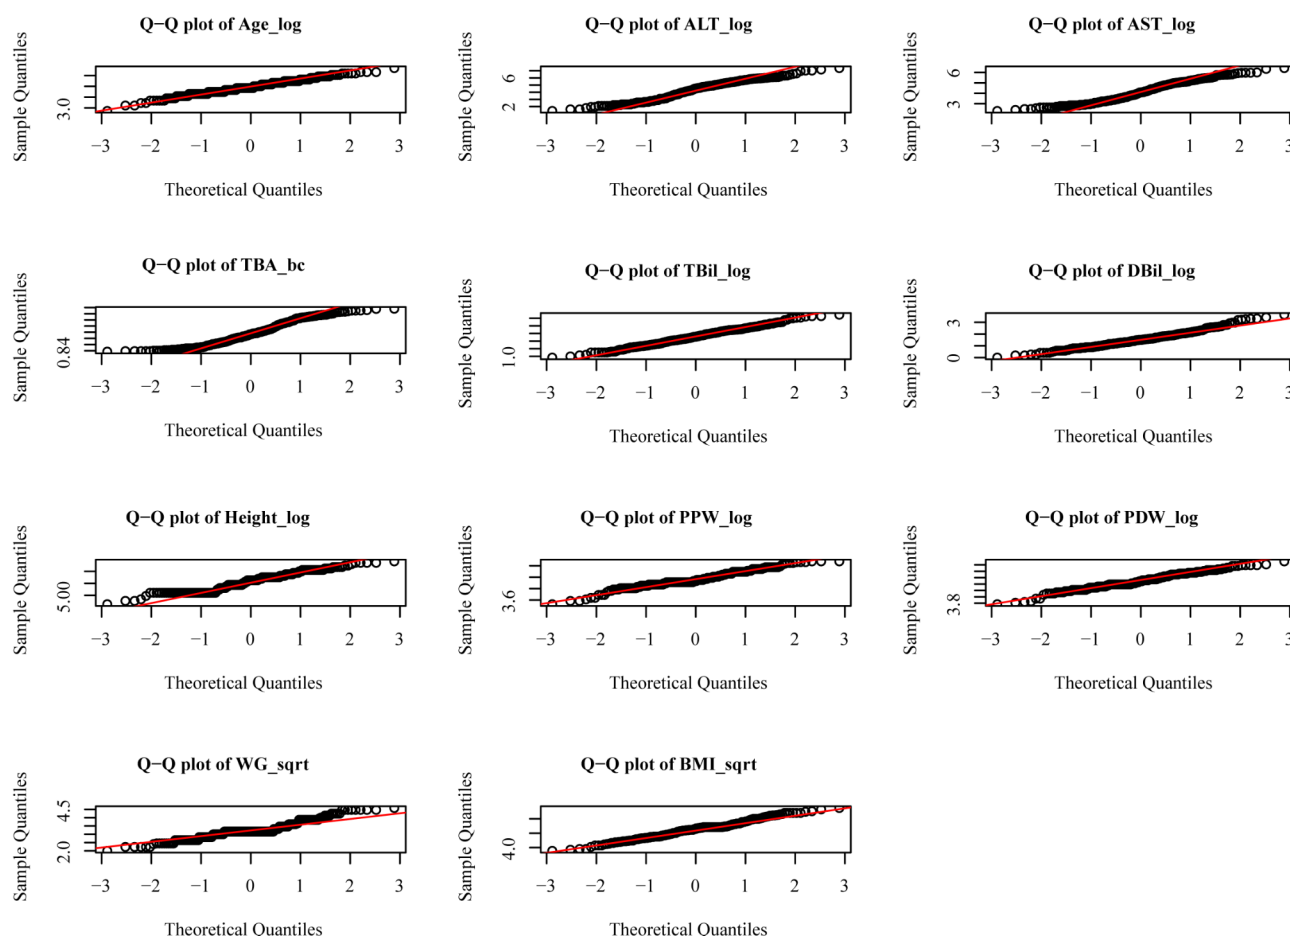 Q−Q plot of Age_log
Sample Quantiles
3.0
−3 −2 −1 0 1 2 3
Theoretical Quantiles
Q−Q plot of ALT_log
Sample Quantiles
2 6
−3 −2 −1 0 1 2 3
Theoretical Quantiles
Q−Q plot of AST_log
Sample Quantiles
3 6
−3 −2 −1 0 1 2 3
Theoretical Quantiles
Q−Q plot of TBA_bc
Sample Quantiles
0.84
−3 −2 −1 0 1 2 3
Theoretical Quantiles
Q−Q plot of TBil_log
Sample Quantiles
1.0
−3 −2 −1 0 1 2 3
Theoretical Quantiles
Q−Q plot of DBil_log
Sample Quantiles
0 3
−3 −2 −1 0 1 2 3
Theoretical Quantiles
Q−Q plot of Height_log
Sample Quantiles
5.00
−3 −2 −1 0 1 2 3
Theoretical Quantiles
Q−Q plot of PPW_log
Sample Quantiles
3.6
−3 −2 −1 0 1 2 3
Theoretical Quantiles
Q−Q plot of PDW_log
Sample Quantiles
3.8
−3 −2 −1 0 1 2 3
Theoretical Quantiles
Q−Q plot of WG_sqrt
Sample Quantiles
2.0 4.5
−3 −2 −1 0 1 2 3
Theoretical Quantiles
Q−Q plot of BMI_sqrt
Sample Quantiles
4.0
−3 −2 −1 0 1 2 3
Theoretical Quantiles